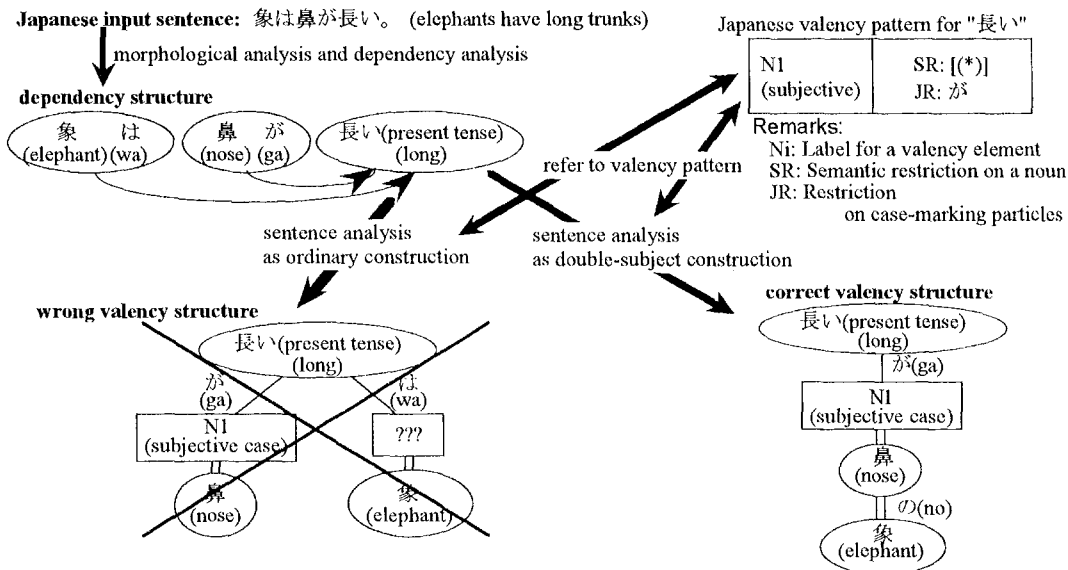 Japanese input sentence: 象は鼻が長い。 (elephants have long trunks)
morphological analysis and dependency analysis
dependency structure
象 は
(elephant)(wa)
鼻 が
(nose) (ga)
長い(present tense)
(long)
Japanese valency pattern for "長い"
N1
(subjective)
SR: [(*)]
JR: が
Remarks:
Ni: Label for a valency element
SR: Semantic restriction on a noun
JR: Restriction
on case-marking particles
refer to valency pattern
sentence analysis
as ordinary construction
sentence analysis
as double-subject construction
wrong valency structure
長い(present tense)
(long)
が
(ga)
は
(wa)
N1
(subjective case)
???
鼻
(nose)
象
(elephant)
correct valency structure
長い(present tense)
(long)
が(ga)
N1
(subjective case)
鼻
(nose)
の(no)
象
(elephant)